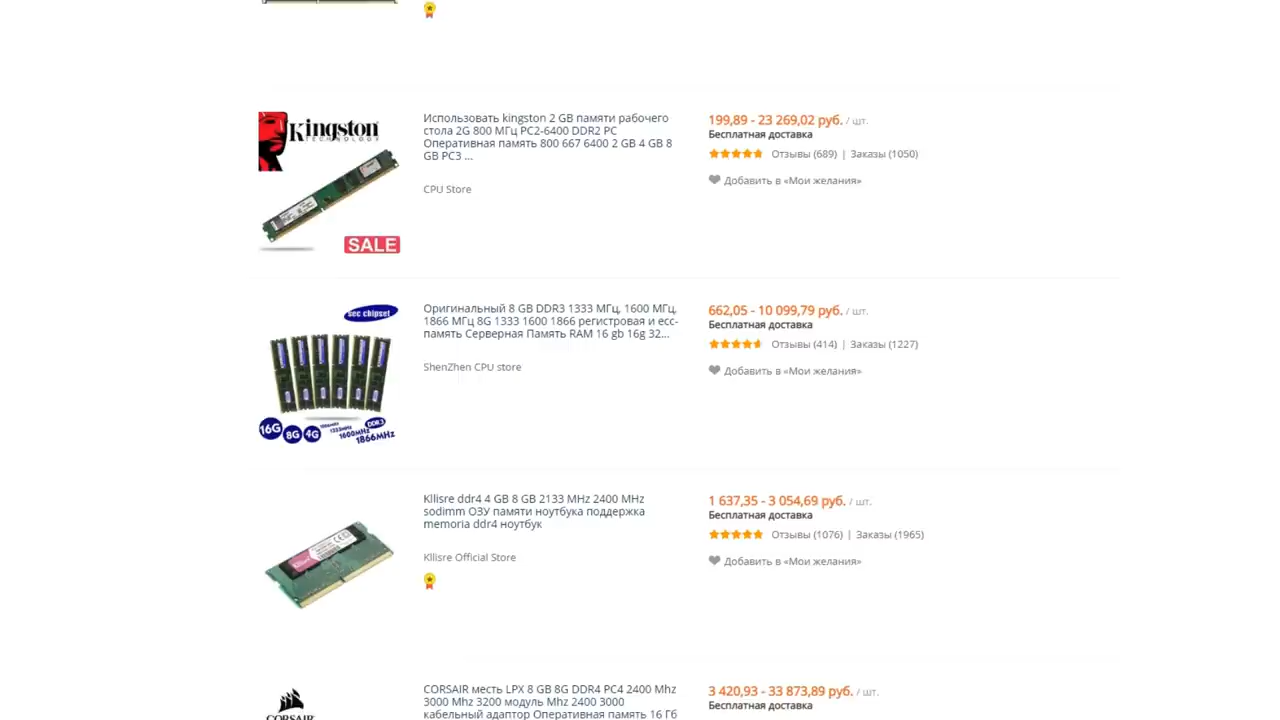 Kingston
TECHNOLOGY
SALE
Использовать kingston 2 GB памяти рабочего
стола 2G 800 МГц PC2-6400 DDR2 PC
Оперативная память 800 667 6400 2 GB 4 GB 8
GB PC3 ...
CPU Store
199,89 - 23 269,02 руб. / шт.
Бесплатная доставка
Отзывы (689) | Заказы (1050)
Добавить в «Мои желания»
sec chipset
16G 8G 4G
1333MHz
1600MHz
DDR3
1866MHz
Оригинальный 8 GB DDR3 1333 МГц, 1600 МГц,
1866 МГц 8G 1333 1600 1866 регистровая и ecc-
память Серверная Память RAM 16 gb 16g 32...
ShenZhen CPU store
662,05 - 10 099,79 руб. / шт.
Бесплатная доставка
Отзывы (414) | Заказы (1227)
Добавить в «Мои желания»
Kllisre ddr4 4 GB 8 GB 2133 MHz 2400 MHz
sodimm ОЗУ памяти ноутбука поддержка
memoria ddr4 ноутбук
Kllisre Official Store
1 637,35 - 3 054,69 руб. / шт.
Бесплатная доставка
Отзывы (1076) | Заказы (1965)
Добавить в «Мои желания»
CORSAIR
CORSAIR месть LPX 8 GB 8G DDR4 PC4 2400 Mhz
3000 Mhz 3200 модуль Mhz 2400 3000
кабельный адаптор Оперативная память 16 Гб
3 420,93 - 33 873,89 руб. / шт.
Бесплатная доставка